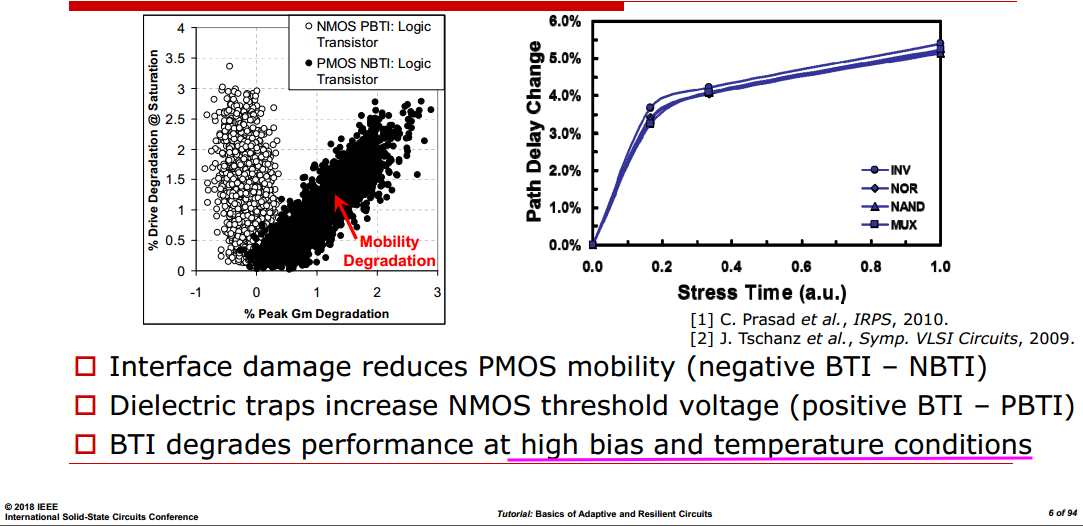 4
3.5
3
2.5
2
1.5
1
0.5
0
-1
0
1
2
3
% Drive Degradation @ Saturation
% Peak Gm Degradation
NMOS PBTI: Logic
Transistor
PMOS NBTI: Logic
Transistor
Mobility
Degradation
6.0%
5.0%
4.0%
3.0%
2.0%
1.0%
0.0%
0.0
0.2
0.4
0.6
0.8
1.0
Path Delay Change
Stress Time (a.u.)
INV
NOR
NAND
MUX
[1] C. Prasad et al., IRPS, 2010.
[2] J. Tschanz et al., Symp. VLSI Circuits, 2009.
Interface damage reduces PMOS mobility (negative BTI – NBTI)
Dielectric traps increase NMOS threshold voltage (positive BTI – PBTI)
BTI degrades performance at high bias and temperature conditions
© 2018 IEEE
International Solid-State Circuits Conference
Tutorial: Basics of Adaptive and Resilient Circuits
6 of 94